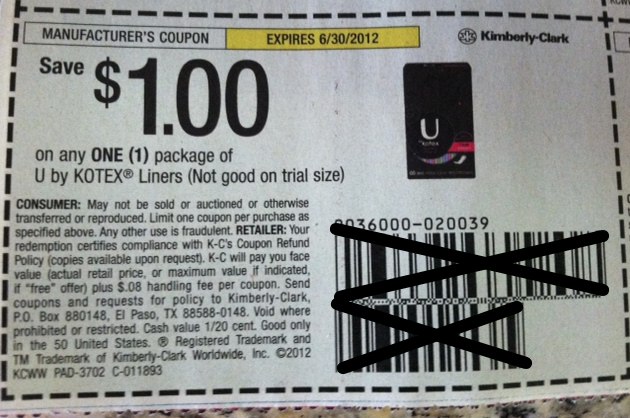 MANUFACTURER'S COUPON EXPIRES 6/30/2012 Kimberly-Clark
Save $1.00
on any ONE (1) package of
U by KOTEX® Liners (Not good on trial size)
U
CONSUMER: May not be sold or auctioned or otherwise
transferred or reproduced. Limit one coupon per purchase as
specified above. Any other use is fraudulent. RETAILER: Your
redemption certifies compliance with K-C's Coupon Refund
Policy (copies available upon request). K-C will pay you face
value (actual retail price, or maximum value if indicated,
if "free" offer) plus $.08 handling fee per coupon. Send
coupons and requests for policy to Kimberly-Clark,
P.O. Box 880148, El Paso, TX 88588-0148. Void where
prohibited or restricted. Cash value 1/20 cent. Good only
in the 50 United States. ® Registered Trademark and
TM Trademark of Kimberly-Clark Worldwide, Inc. ©2012
KCWW PAD-3702 C-011893
0036000-020039